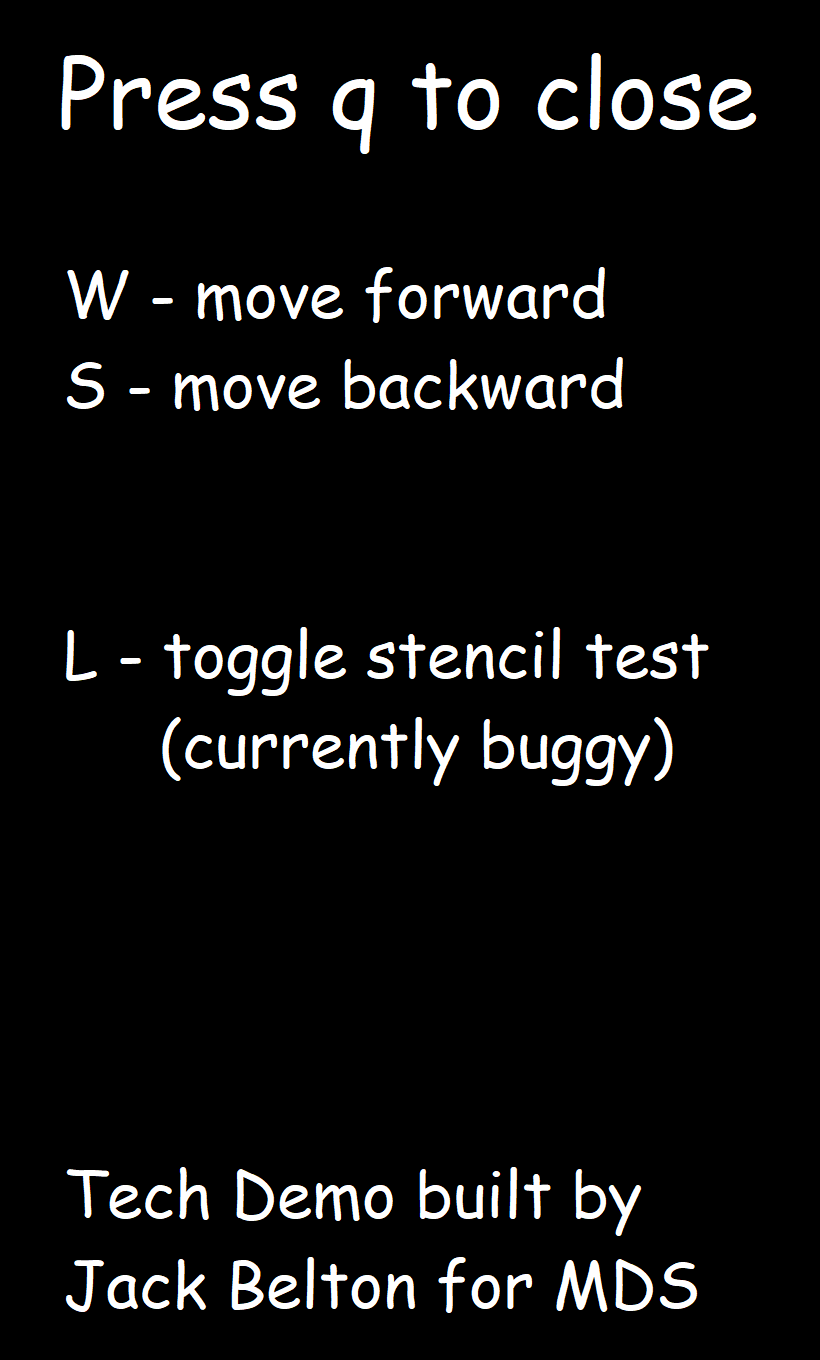 Press q to close
W - move forward
S - move backward
L - toggle stencil test
(currently buggy)
Tech Demo built by
Jack Belton for MDS